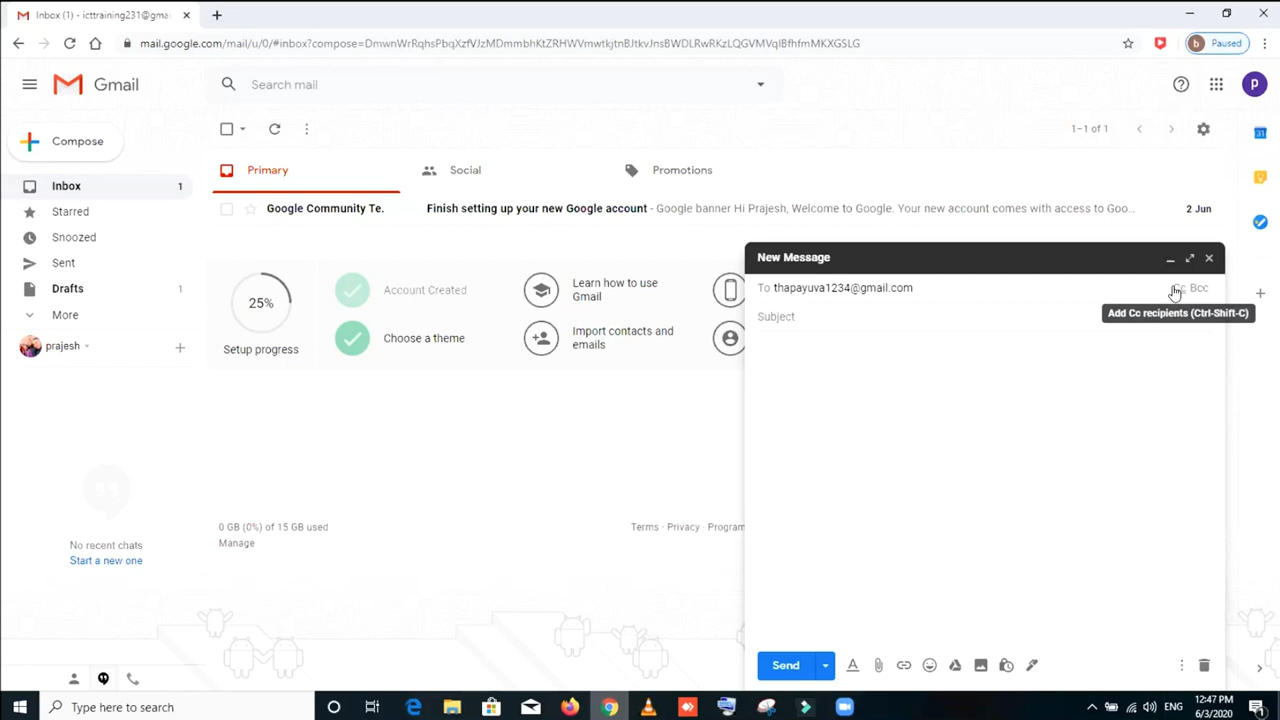 Inbox (1) - icttraining231@gma
mail.google.com/mail/u/0/#inbox?compose=DmwnWrRqhsPbqXzfVJzMDmmbHtkZRHWVmwtkjtnBJtkvJnsBWDLRwRKzLQGVMVqlBfhfmMKXGSLG
b Paused
Gmail
Search mail
P
Compose
1–1 of 1
31
Inbox 1
Primary
Social
Promotions
Starred
Google Community Te.
Finish setting up your new Google account - Google banner Hi Prajesh, Welcome to Google. Your new account comes with access to Goo...
2 Jun
Snoozed
Sent
Drafts 1
More
prajesh
25%
Setup progress
Account Created
Choose a theme
Learn how to use
Gmail
Import contacts and
emails
New Message
To thapayuva1234@gmail.com
Cc Bcc
Add Cc recipients (Ctrl-Shift-C)
Subject
No recent chats
Start a new one
0 GB (0%) of 15 GB used
Manage
Terms · Privacy · Program
Send
Type here to search
ENG
12:47 PM
6/3/2020
1